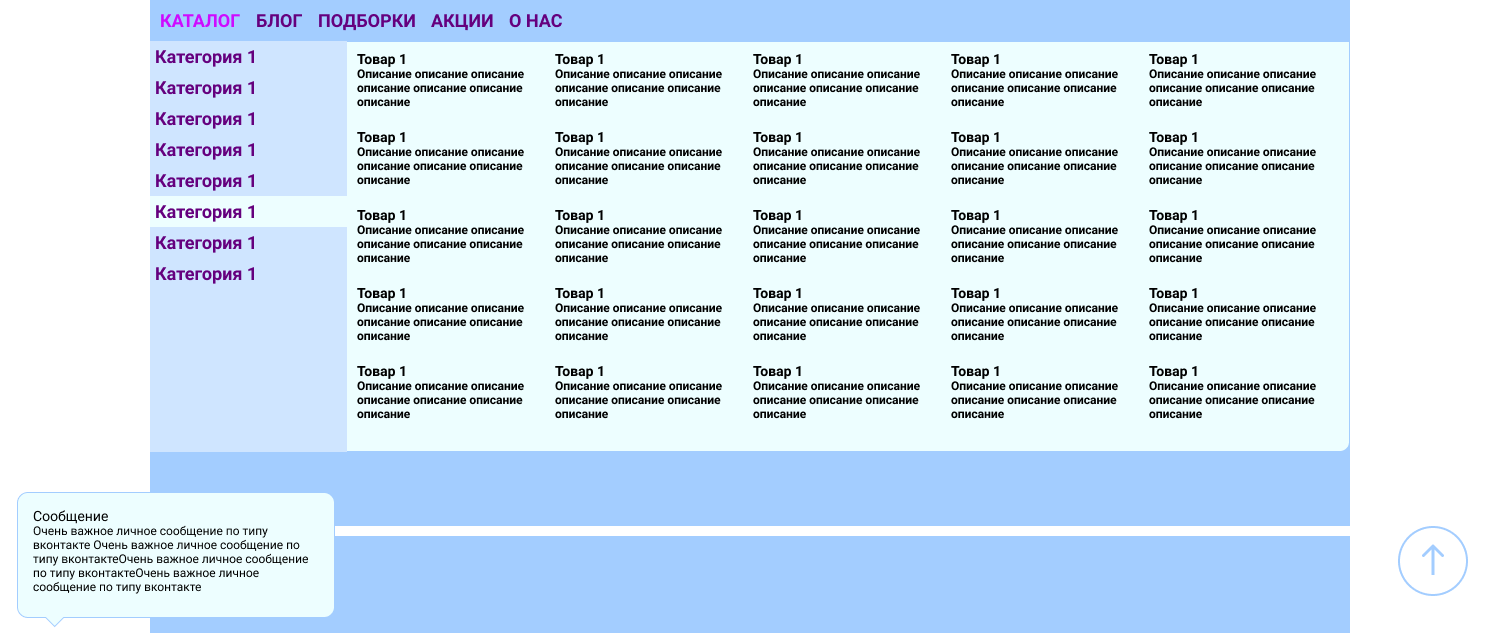 КАТАЛОГ БЛОГ ПОДБОРКИ АКЦИИ О НАС
Категория 1
Категория 1
Категория 1
Категория 1
Категория 1
Категория 1
Категория 1
Категория 1
Товар 1 Товар 1 Товар 1 Товар 1 Товар 1
Описание описание описание Описание описание описание Описание описание описание Описание описание описание Описание описание описание
описание описание описание описание описание описание описание описание описание описание описание описание описание описание описание
описание описание описание описание описание
Товар 1 Товар 1 Товар 1 Товар 1 Товар 1
Описание описание описание Описание описание описание Описание описание описание Описание описание описание Описание описание описание
описание описание описание описание описание описание описание описание описание описание описание описание описание описание описание
описание описание описание описание описание
Товар 1 Товар 1 Товар 1 Товар 1 Товар 1
Описание описание описание Описание описание описание Описание описание описание Описание описание описание Описание описание описание
описание описание описание описание описание описание описание описание описание описание описание описание описание описание описание
описание описание описание описание описание
Товар 1 Товар 1 Товар 1 Товар 1 Товар 1
Описание описание описание Описание описание описание Описание описание описание Описание описание описание Описание описание описание
описание описание описание описание описание описание описание описание описание описание описание описание описание описание описание
описание описание описание описание описание
Товар 1 Товар 1 Товар 1 Товар 1 Товар 1
Описание описание описание Описание описание описание Описание описание описание Описание описание описание Описание описание описание
описание описание описание описание описание описание описание описание описание описание описание описание описание описание описание
описание описание описание описание описание
Сообщение
Очень важное личное сообщение по типу
вконтакте Очень важное личное сообщение по
типу вконтактеОчень важное личное сообщение
по типу вконтактеОчень важное личное
сообщение по типу вконтакте